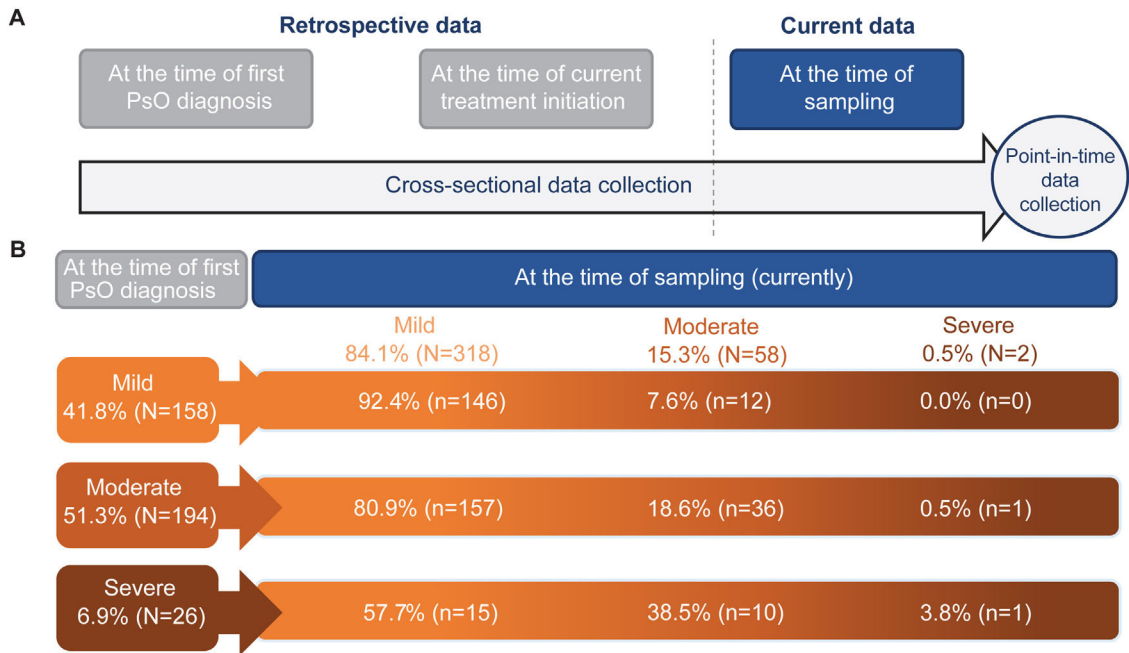 A
Retrospective data
Current data
At the time of first
PsO diagnosis
At the time of current
treatment initiation
At the time of
sampling
Cross-sectional data collection
Point-in-time
data
collection
B
At the time of first
PsO diagnosis
At the time of sampling (currently)
Mild
84.1% (N=318)
Moderate
15.3% (N=58)
Severe
0.5% (N=2)
Mild
41.8% (N=158)
92.4% (n=146)
7.6% (n=12)
0.0% (n=0)
Moderate
51.3% (N=194)
80.9% (n=157)
18.6% (n=36)
0.5% (n=1)
Severe
6.9% (N=26)
57.7% (n=15)
38.5% (n=10)
3.8% (n=1)